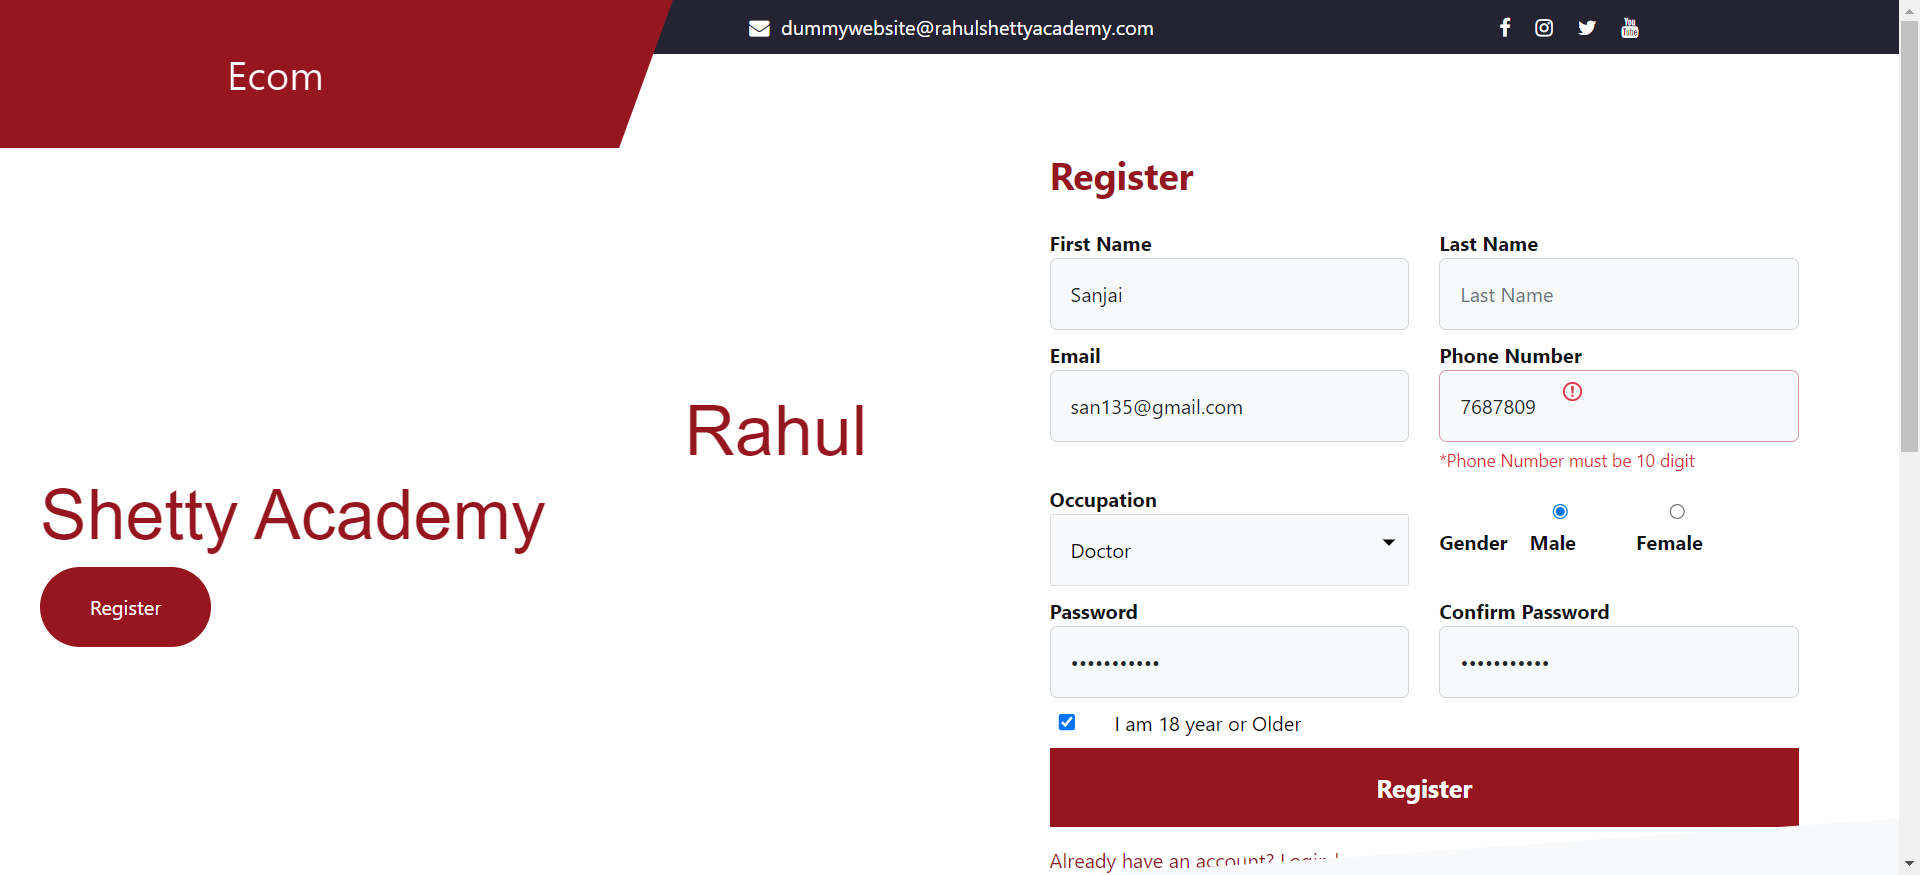 dummywebsite@rahulshettyacademy.com
Ecom
Rahul
Shetty Academy
Register
Register
First Name
Last Name
Sanjai
Last Name
Email
Phone Number
san135@gmail.com
7687809
*Phone Number must be 10 digit
Occupation
Doctor
Gender Male Female
Password
Confirm Password
•••••••••••
•••••••••••
I am 18 year or Older
Register
Already have an account? Login